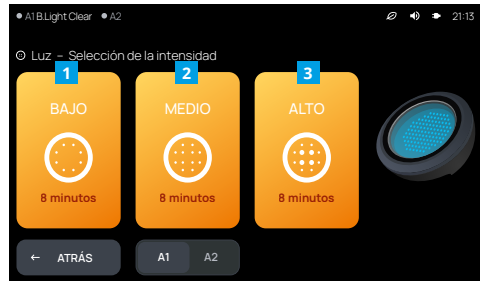 A1 B.Light Clear A2 21:13
Luz – Selección de la intensidad
1 2 3
BAJO MEDIO ALTO
8 minutos 8 minutos 8 minutos
← ATRÁS A1 A2